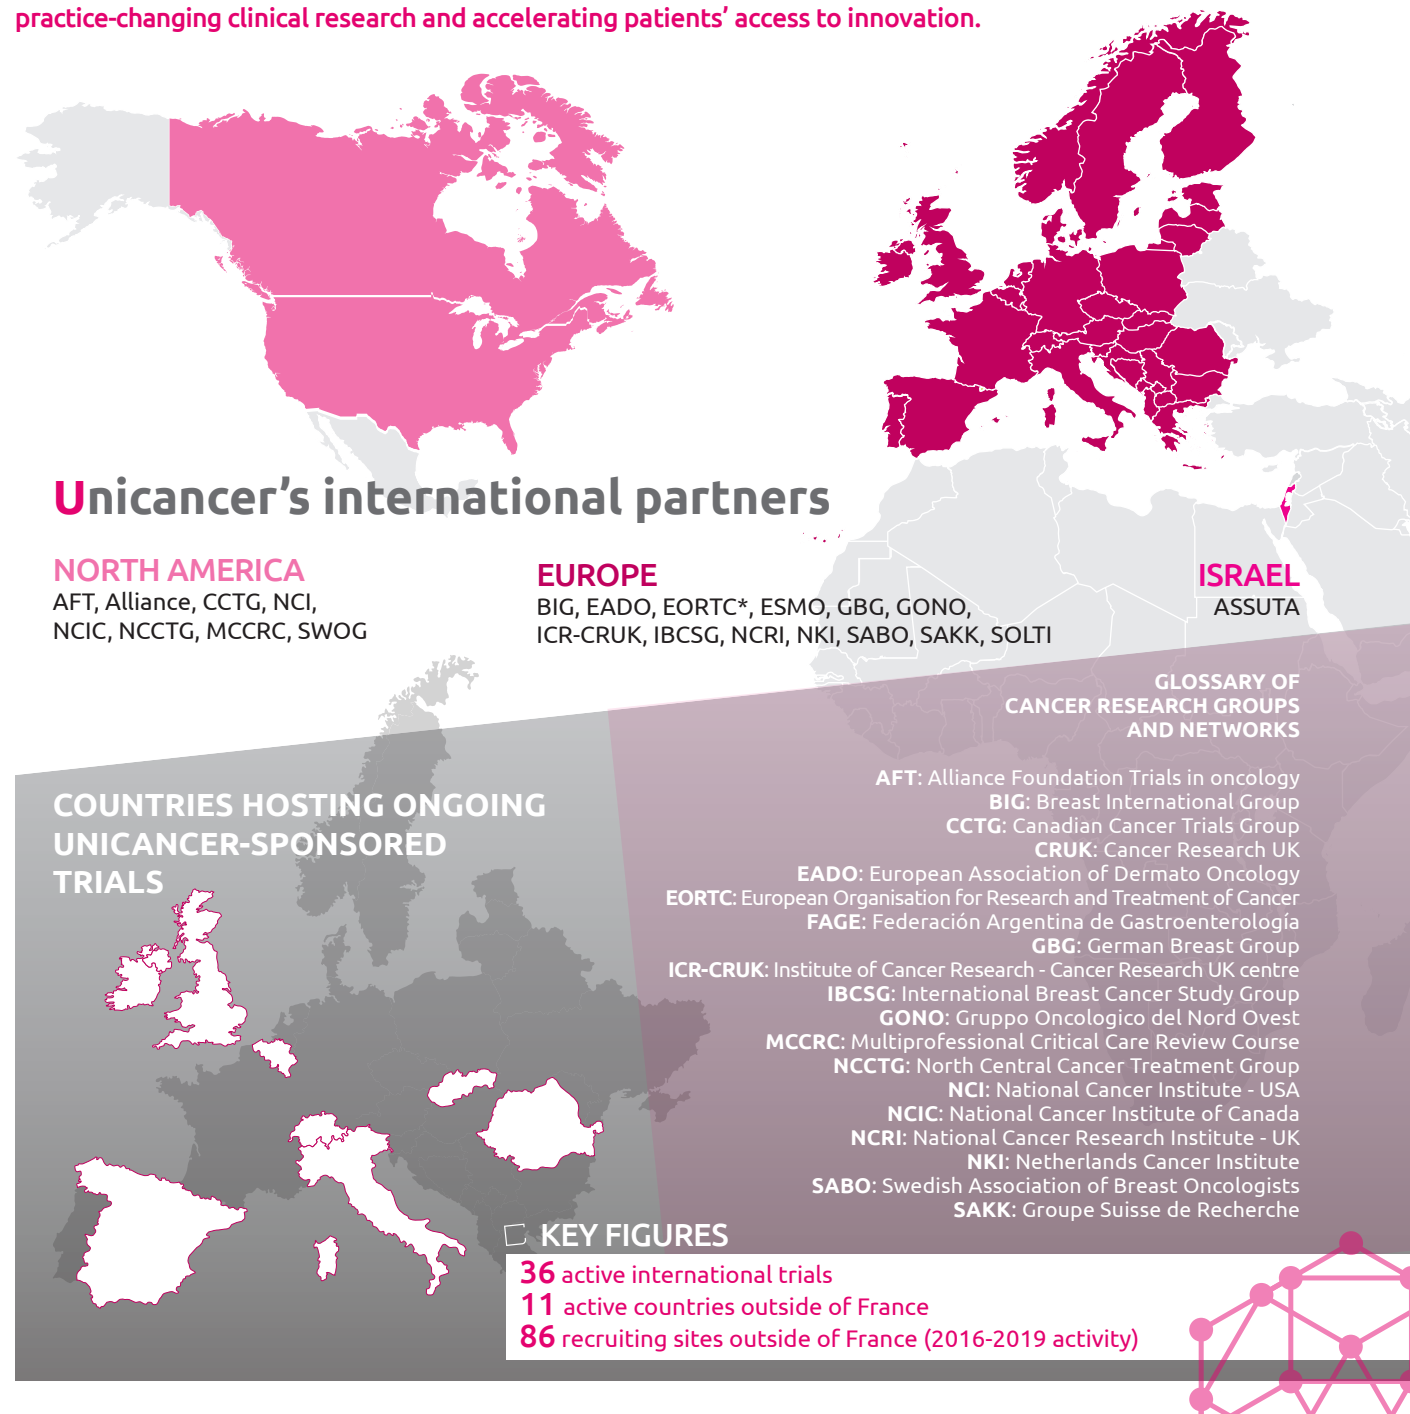 practice-changing clinical research and accelerating patients’ access to innovation.
Unicancer’s international partners
NORTH AMERICA
AFT, Alliance, CCTG, NCI,
NCIC, NCCTG, MCCRC, SWOG
EUROPE
BIG, EADO, EORTC*, ESMO, GBG, GONO,
ICR-CRUK, IBCSG, NCRI, NKI, SABO, SAKK, SOLTI
ISRAEL
ASSUTA
GLOSSARY OF
CANCER RESEARCH GROUPS
AND NETWORKS
AFT: Alliance Foundation Trials in oncology
BIG: Breast International Group
CCTG: Canadian Cancer Trials Group
CRUK: Cancer Research UK
EADO: European Association of Dermato Oncology
EORTC: European Organisation for Research and Treatment of Cancer
FAGE: Federación Argentina de Gastroenterología
GBG: German Breast Group
ICR-CRUK: Institute of Cancer Research - Cancer Research UK centre
IBCSG: International Breast Cancer Study Group
GONO: Gruppo Oncologico del Nord Ovest
MCCRC: Multiprofessional Critical Care Review Course
NCCTG: North Central Cancer Treatment Group
NCI: National Cancer Institute - USA
NCIC: National Cancer Institute of Canada
NCRI: National Cancer Research Institute - UK
NKI: Netherlands Cancer Institute
SABO: Swedish Association of Breast Oncologists
SAKK: Groupe Suisse de Recherche
COUNTRIES HOSTING ONGOING
UNICANCER-SPONSORED
TRIALS
KEY FIGURES
36 active international trials
11 active countries outside of France
86 recruiting sites outside of France (2016-2019 activity)